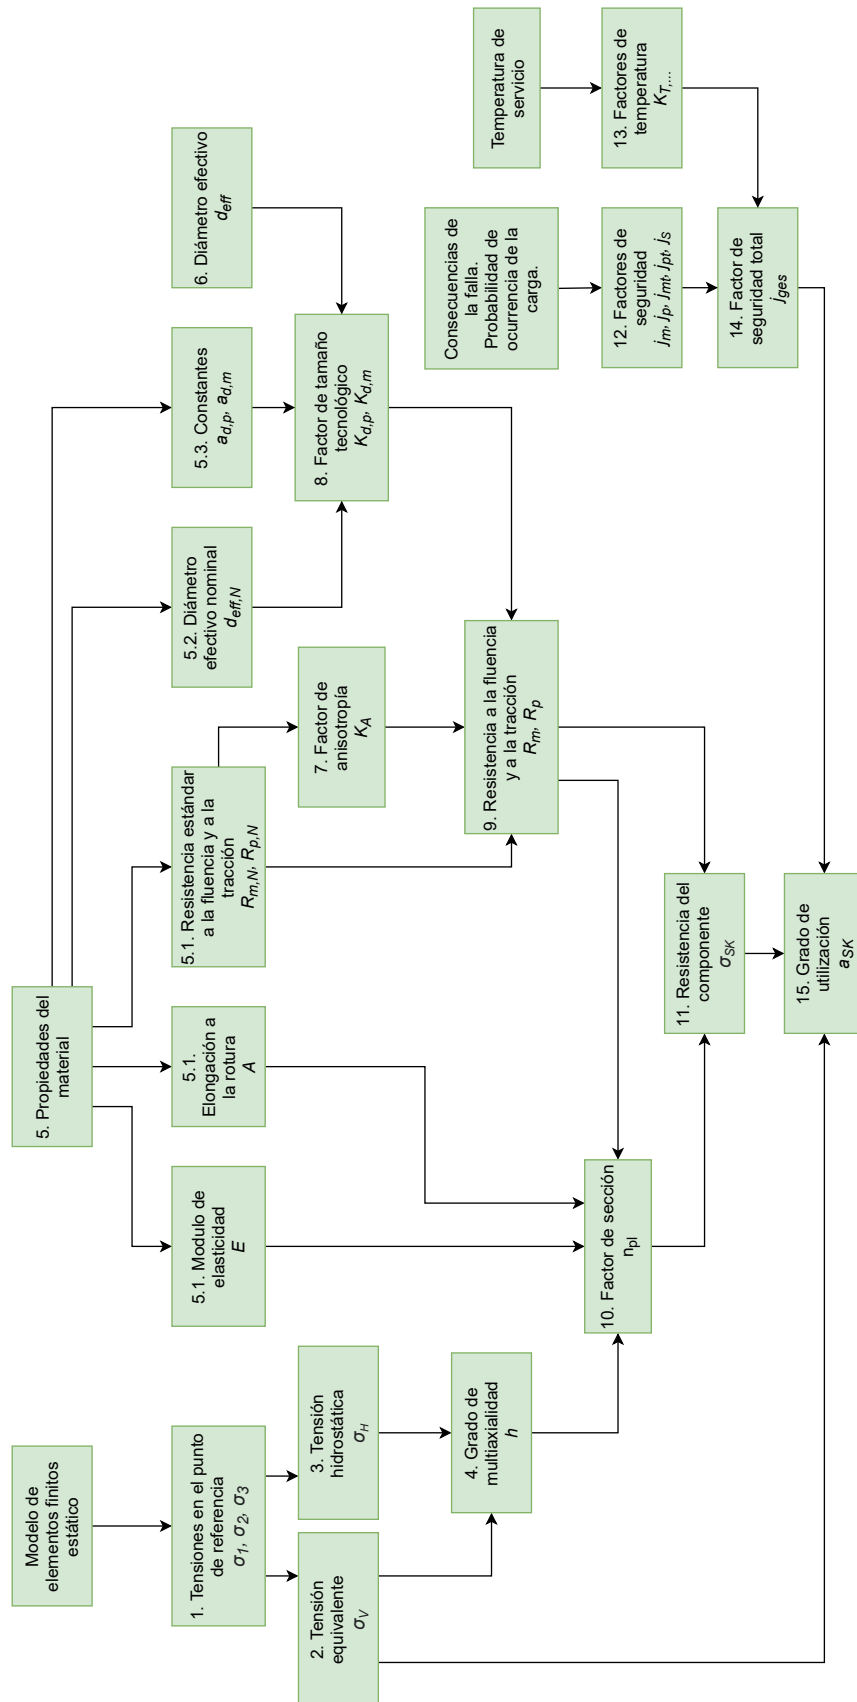 Modelo de
elementos finitos
estático
5. Propiedades del
material
1. Tensiones en el punto
de referencia
σ1, σ2, σ3
5.1. Modulo de
elasticidad
E
5.1.
Elongación a
la rotura
A
5.1. Resistencia estándar
a la fluencia y a la
tracción
Rm,N, Rp,N
5.2. Diámetro
efectivo nominal
deff,N
5.3. Constantes
ad,p, ad,m
6. Diámetro efectivo
deff
2. Tensión
equivalente
σV
3. Tensión
hidrostática
σH
7. Factor de
anisotropía
KA
8. Factor de tamaño
tecnológico
Kd,p, Kd,m
4. Grado de
multiaxialidad
h
9. Resistencia a la fluencia
y a la tracción
Rm, Rp
Consecuencias de
la falla.
Probabilidad de
ocurrencia de la
carga.
Temperatura de
servicio
10. Factor de sección
npl
12. Factores de
seguridad
jm, jp, jmt, jpt, jS
13. Factores de
temperatura
KT,...
11. Resistencia del
componente
σSK
14. Factor de
seguridad total
jges
15. Grado de
utilización
aSK